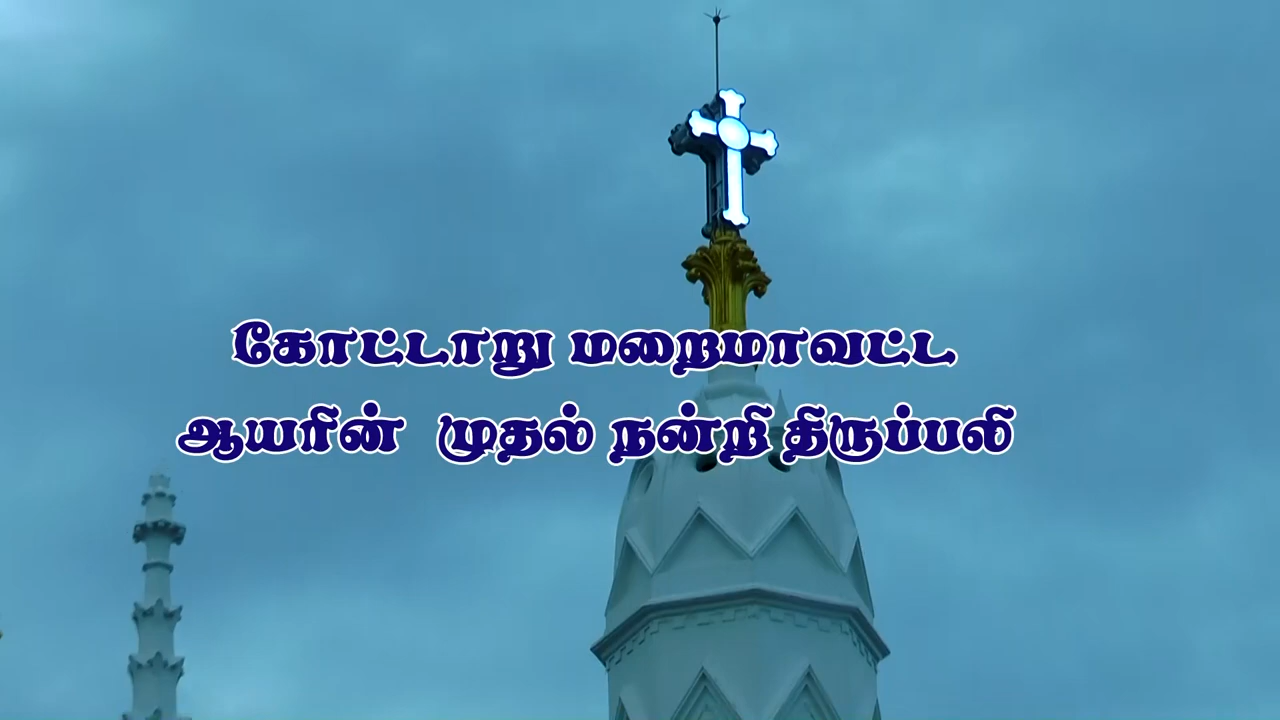 கோட்டாறு மறைமாவட்ட
ஆயரின் முதல் நன்றி திருப்பலி